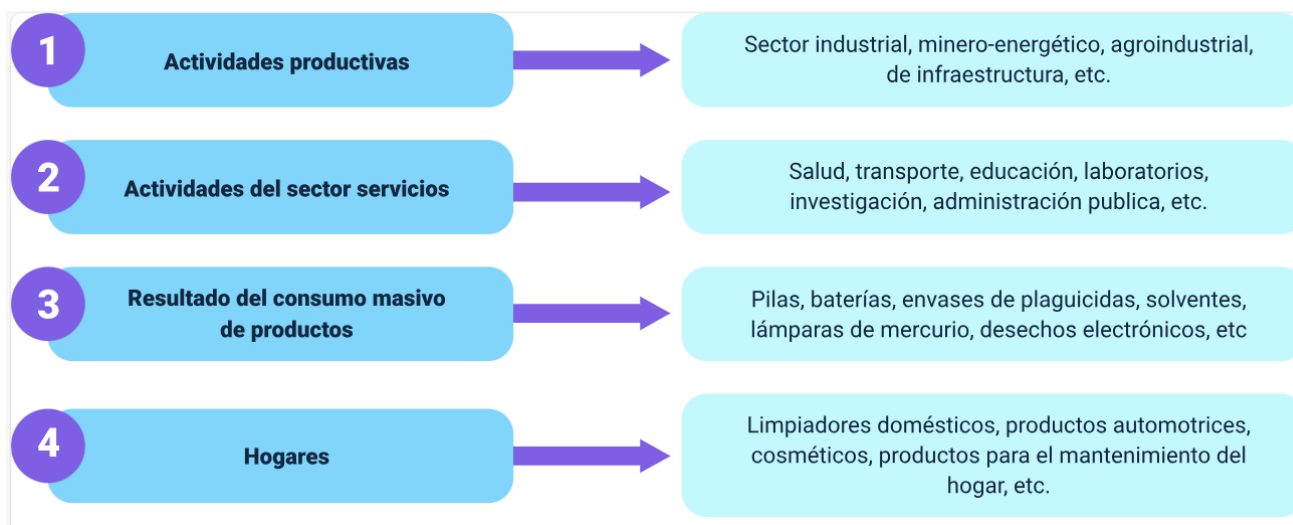 1
Actividades productivas
Sector industrial, minero-energético, agroindustrial,
de infraestructura, etc.
2
Actividades del sector servicios
Salud, transporte, educación, laboratorios,
investigación, administración publica, etc.
3
Resultado del consumo masivo
de productos
Pilas, baterías, envases de plaguicidas, solventes,
lámparas de mercurio, desechos electrónicos, etc
4
Hogares
Limpiadores domésticos, productos automotrices,
cosméticos, productos para el mantenimiento del
hogar, etc.